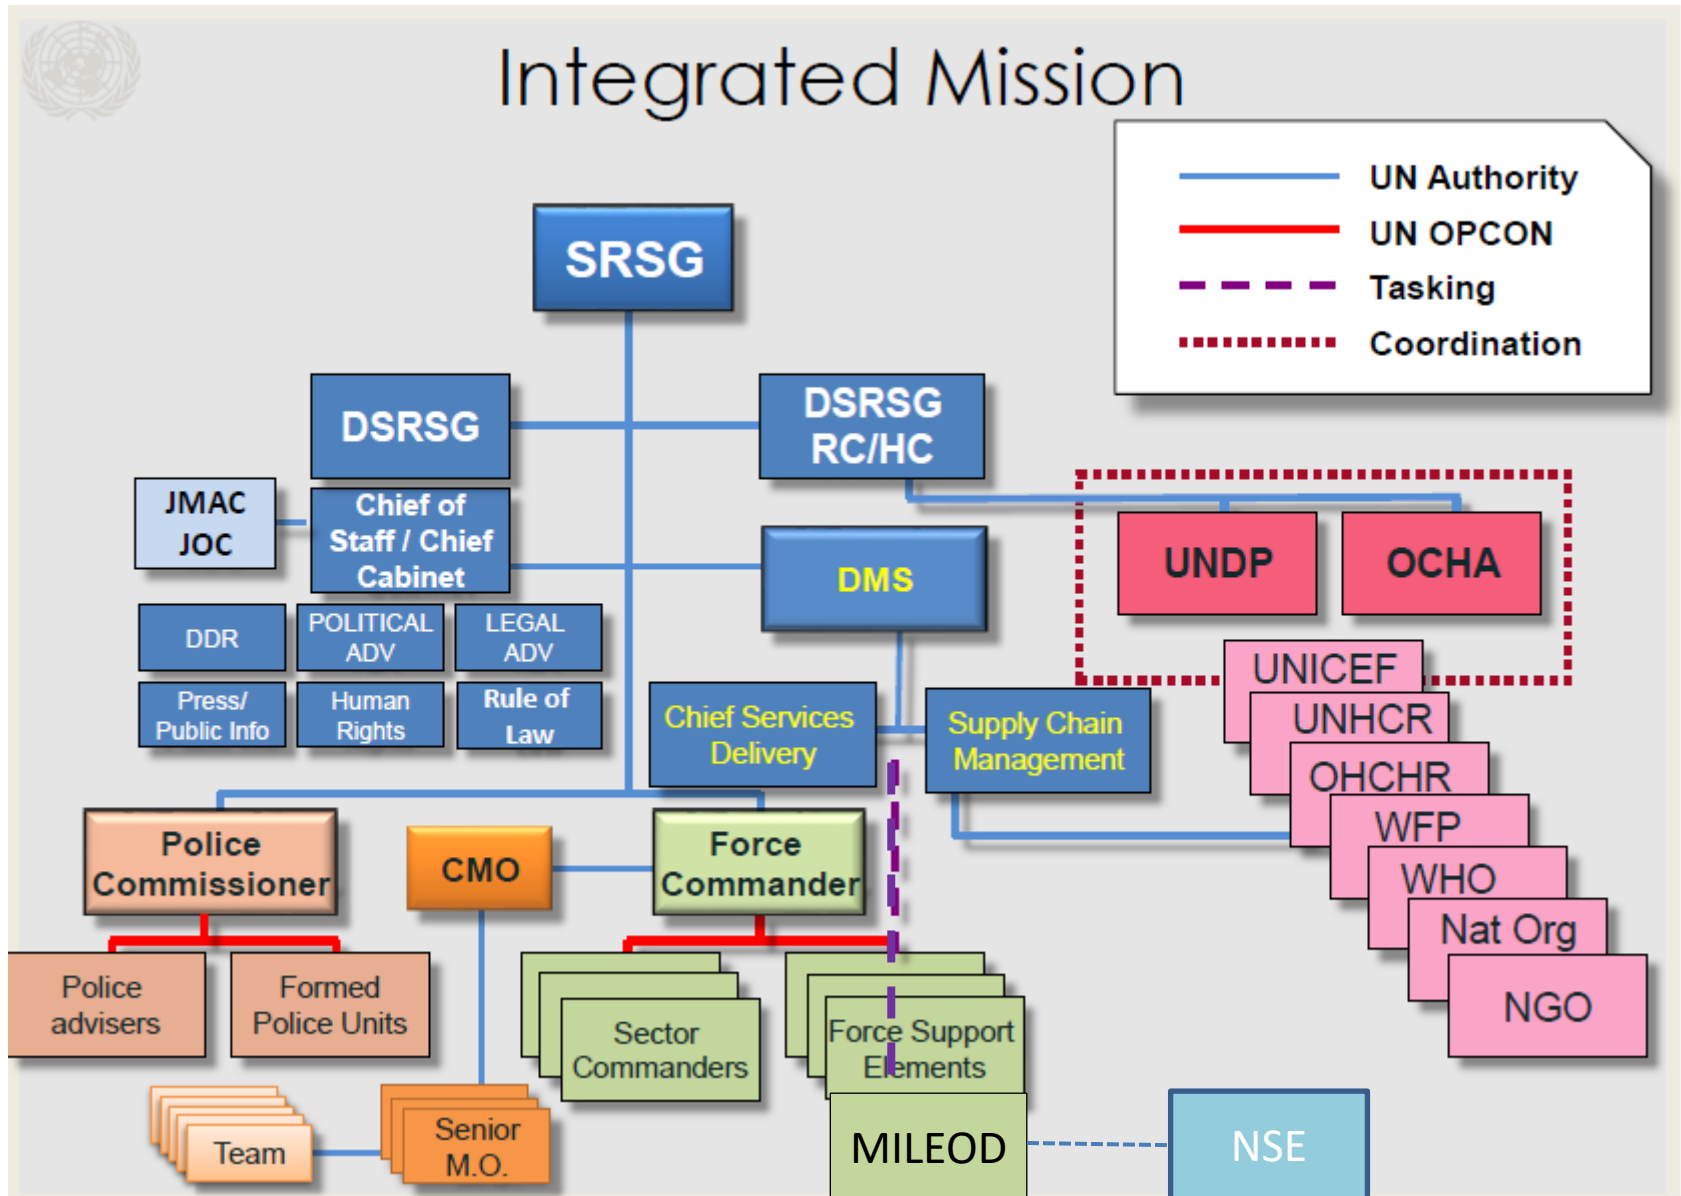 Integrated Mission
UN Authority
UN OPCON
Tasking
Coordination
SRSG
DSRSG
DSRSG
RC/HC
JMAC
JOC
Chief of
Staff / Chief
Cabinet
DMS
UNDP
OCHA
DDR
POLITICAL
ADV
LEGAL
ADV
Press/
Public Info
Human
Rights
Rule of
Law
Chief Services
Delivery
Supply Chain
Management
UNICEF
UNHCR
OHCHR
WFP
WHO
Nat Org
NGO
Police
Commissioner
CMO
Force
Commander
Police
advisers
Formed
Police Units
Sector
Commanders
Force Support
Elements
Team
Senior
M.O.
MILEOD
NSE